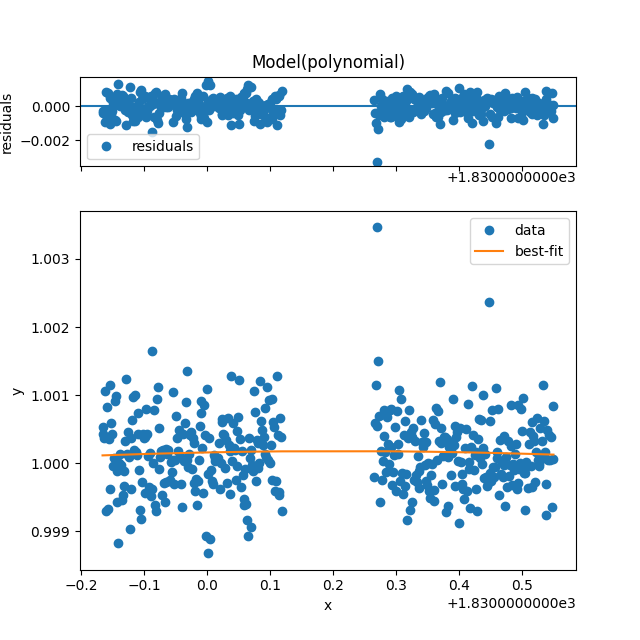 Model(polynomial)
0.000
−0.002
residuals
residuals
+1.8300000000e3
1.003
1.002
1.001
1.000
0.999
y
data
best-fit
−0.2 −0.1 0.0 0.1 0.2 0.3 0.4 0.5
x
+1.8300000000e3